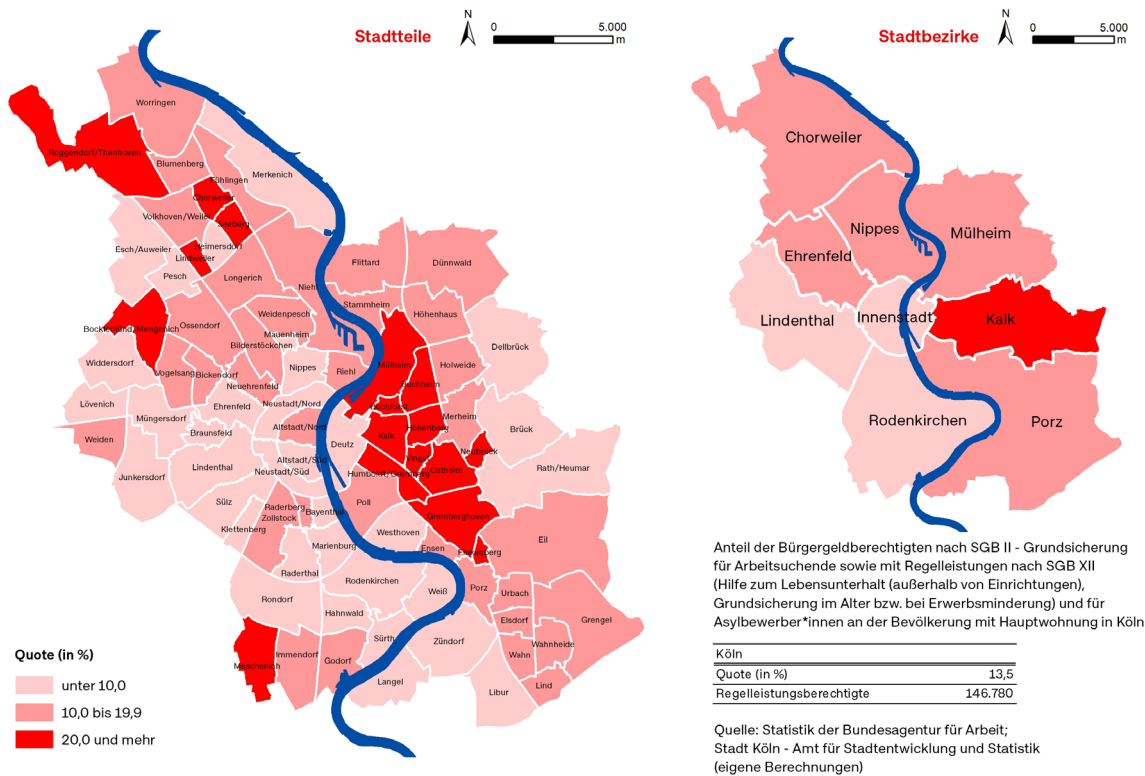 Stadtteile
N
0
5.000
m
Worringen
Roggendorf/Thenhoven
Blumenberg
Fühlingen
Merkenich
Chorweiler
Volkhoven/Weiler
Seeberg
Esch/Auweiler
Heimersdorf
Lindweiler
Pesch
Longerich
Niehl
Flittard
Dünnwald
Stammheim
Höhenhaus
Weidenpesch
Ossendorf
Bocklemünd/Mengenich
Mauenheim
Bilderstöckchen
Dellbrück
Widdersdorf
Vogelsang
Bickendorf
Nippes
Riehl
Mülheim
Holweide
Neuehrenfeld
Buchheim
Lövenich
Müngersdorf
Ehrenfeld
Neustadt/Nord
Buchforst
Merheim
Weiden
Braunsfeld
Altstadt/Nord
Kalk
Höhenberg
Brück
Deutz
Neubrück
Lindenthal
Altstadt/Süd
Vingst
Junkersdorf
Neustadt/Süd
Humboldt/Gremberg
Ostheim
Rath/Heumar
Sülz
Raderberg
Bayenthal
Poll
Zollstock
Klettenberg
Gremberghoven
Westhoven
Marienburg
Ensen
Finkenberg
Eil
Raderthal
Rodenkirchen
Weiß
Porz
Urbach
Rondorf
Hahnwald
Elsdorf
Grengel
Sürth
Zündorf
Wahnheide
Immendorf
Wahn
Meschenich
Godorf
Langel
Libur
Lind
Quote (in %)
unter 10,0
10,0 bis 19,9
20,0 und mehr
Stadtbezirke
N
0
5.000
m
Chorweiler
Nippes
Mülheim
Ehrenfeld
Innenstadt
Kalk
Lindenthal
Rodenkirchen
Porz
Anteil der Bürgergeldberechtigten nach SGB II - Grundsicherung
für Arbeitsuchende sowie mit Regelleistungen nach SGB XII
(Hilfe zum Lebensunterhalt (außerhalb von Einrichtungen),
Grundsicherung im Alter bzw. bei Erwerbsminderung) und für
Asylbewerber*innen an der Bevölkerung mit Hauptwohnung in Köln
Köln
Quote (in %) 13,5
Regelleistungsberechtigte 146.780
Quelle: Statistik der Bundesagentur für Arbeit;
Stadt Köln - Amt für Stadtentwicklung und Statistik
(eigene Berechnungen)